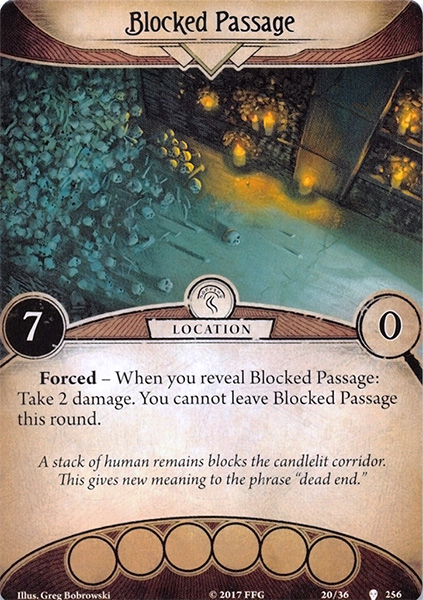 Blocked Passage
7
LOCATION
0
Forced – When you reveal Blocked Passage:
Take 2 damage. You cannot leave Blocked Passage
this round.
A stack of human remains blocks the candlelit corridor.
This gives new meaning to the phrase “dead end.”
Illus. Greg Bobrowski
© 2017 FFG
20/36
256